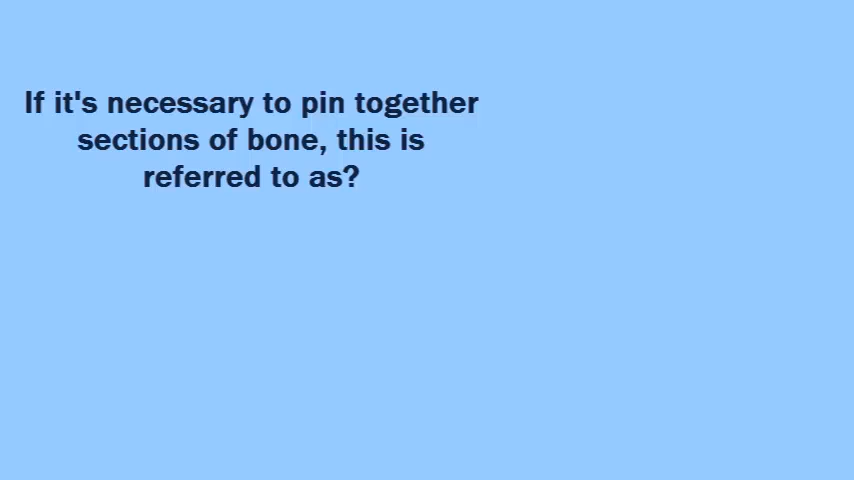 If it's necessary to pin together
sections of bone, this is
referred to as?